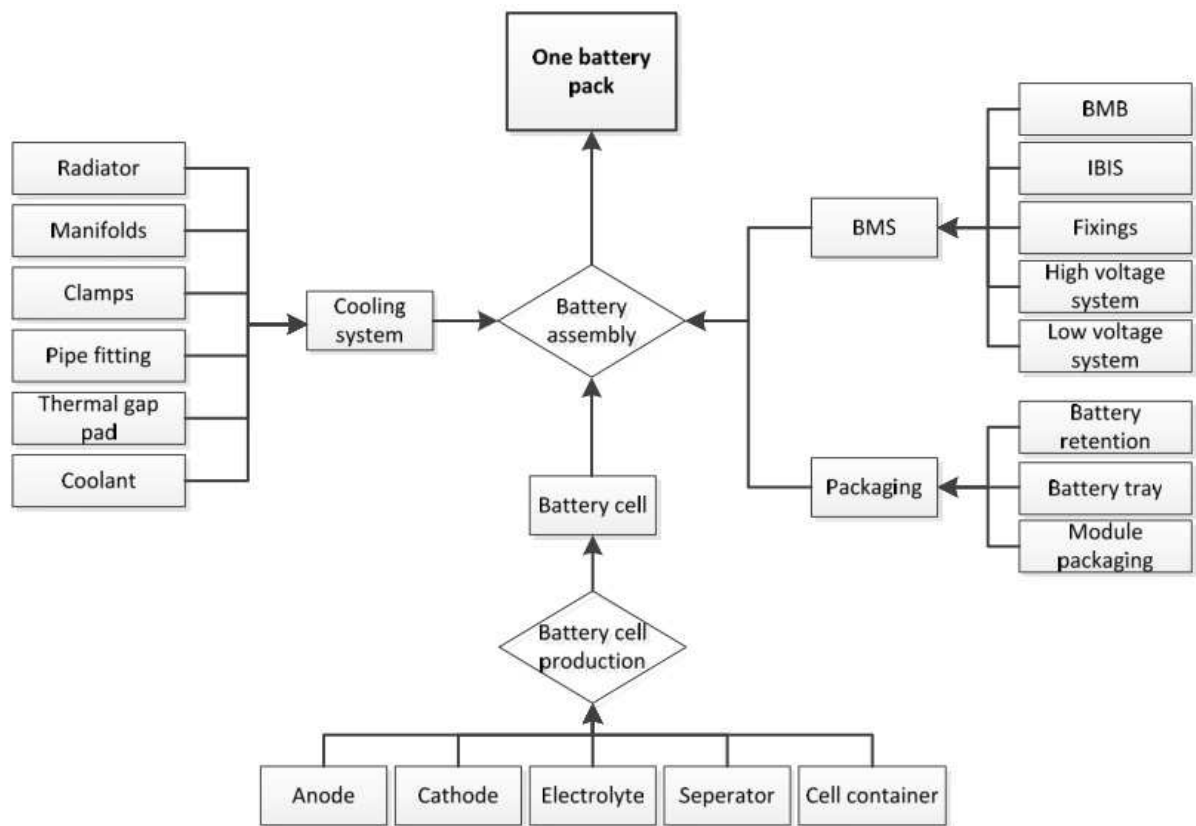 One battery
pack
Radiator
Manifolds
Clamps
Pipe fitting
Thermal gap
pad
Coolant
Cooling
system
Battery
assembly
BMS
Packaging
BMB
IBIS
Fixings
High voltage
system
Low voltage
system
Battery
retention
Battery tray
Module
packaging
Battery cell
Battery cell
production
Anode
Cathode
Electrolyte
Seperator
Cell container